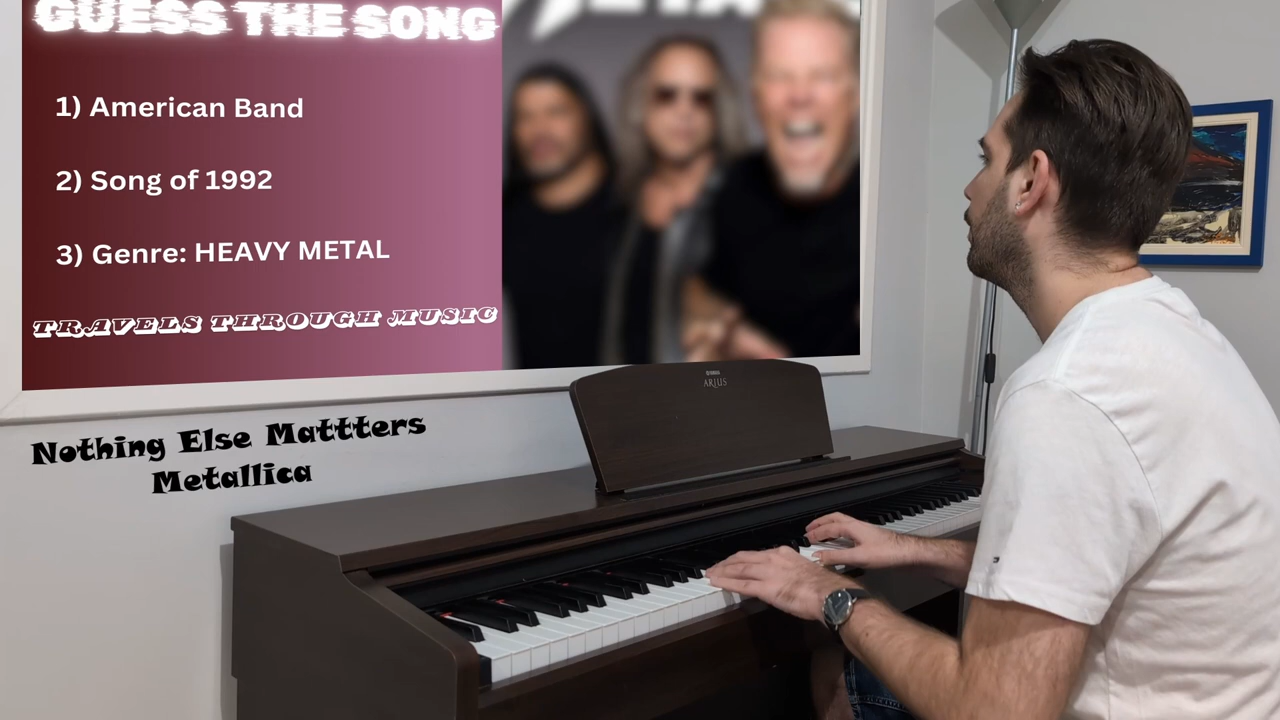 GUESS THE SONG
1) American Band
2) Song of 1992
3) Genre: HEAVY METAL
TRAVELS THROUGH MUSIC
Nothing Else Mattters
Metallica
YAMAHA
ARIUS